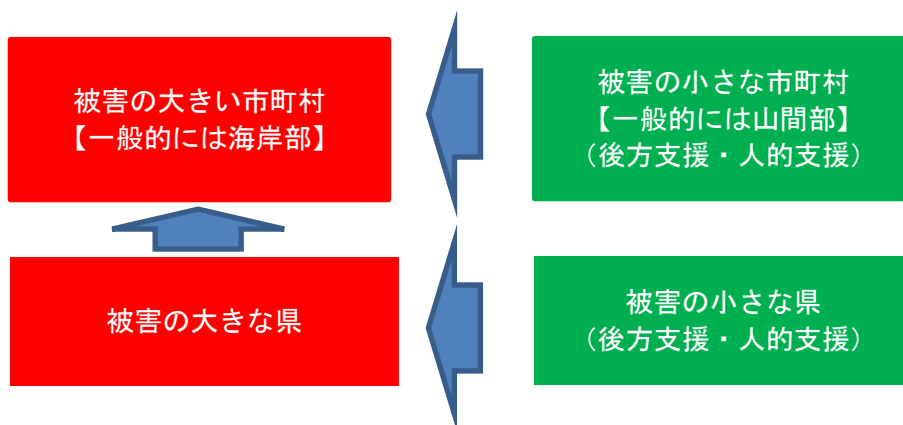 被害の大きい市町村
【一般的には海岸部】
被害の小さな市町村
【一般的には山間部】
(後方支援・人的支援)
被害の大きな県
被害の小さな県
(後方支援・人的支援)